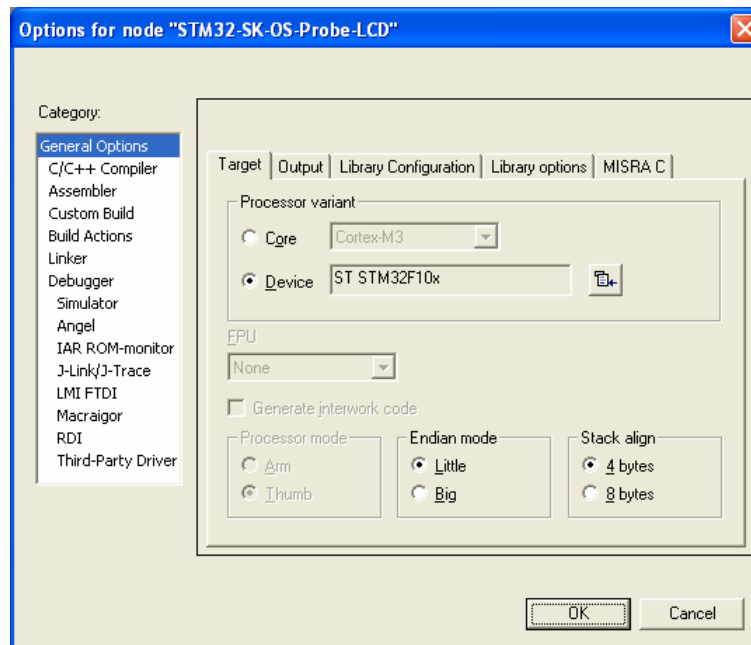 Options for node "STM32-SK-OS-Probe-LCD"
Category:
General Options
C/C++ Compiler
Assembler
Custom Build
Build Actions
Linker
Debugger
Simulator
Angel
IAR ROM-monitor
J-Link/J-Trace
LMI FTDI
Macraigor
RDI
Third-Party Driver
Target Output Library Configuration Library options MISRA C
Processor variant
Core Cortex-M3
Device ST STM32F10x
FPU
None
Generate interwork code
Processor mode Endian mode Stack align
Arm Little 4 bytes
Thumb Big 8 bytes
OK Cancel